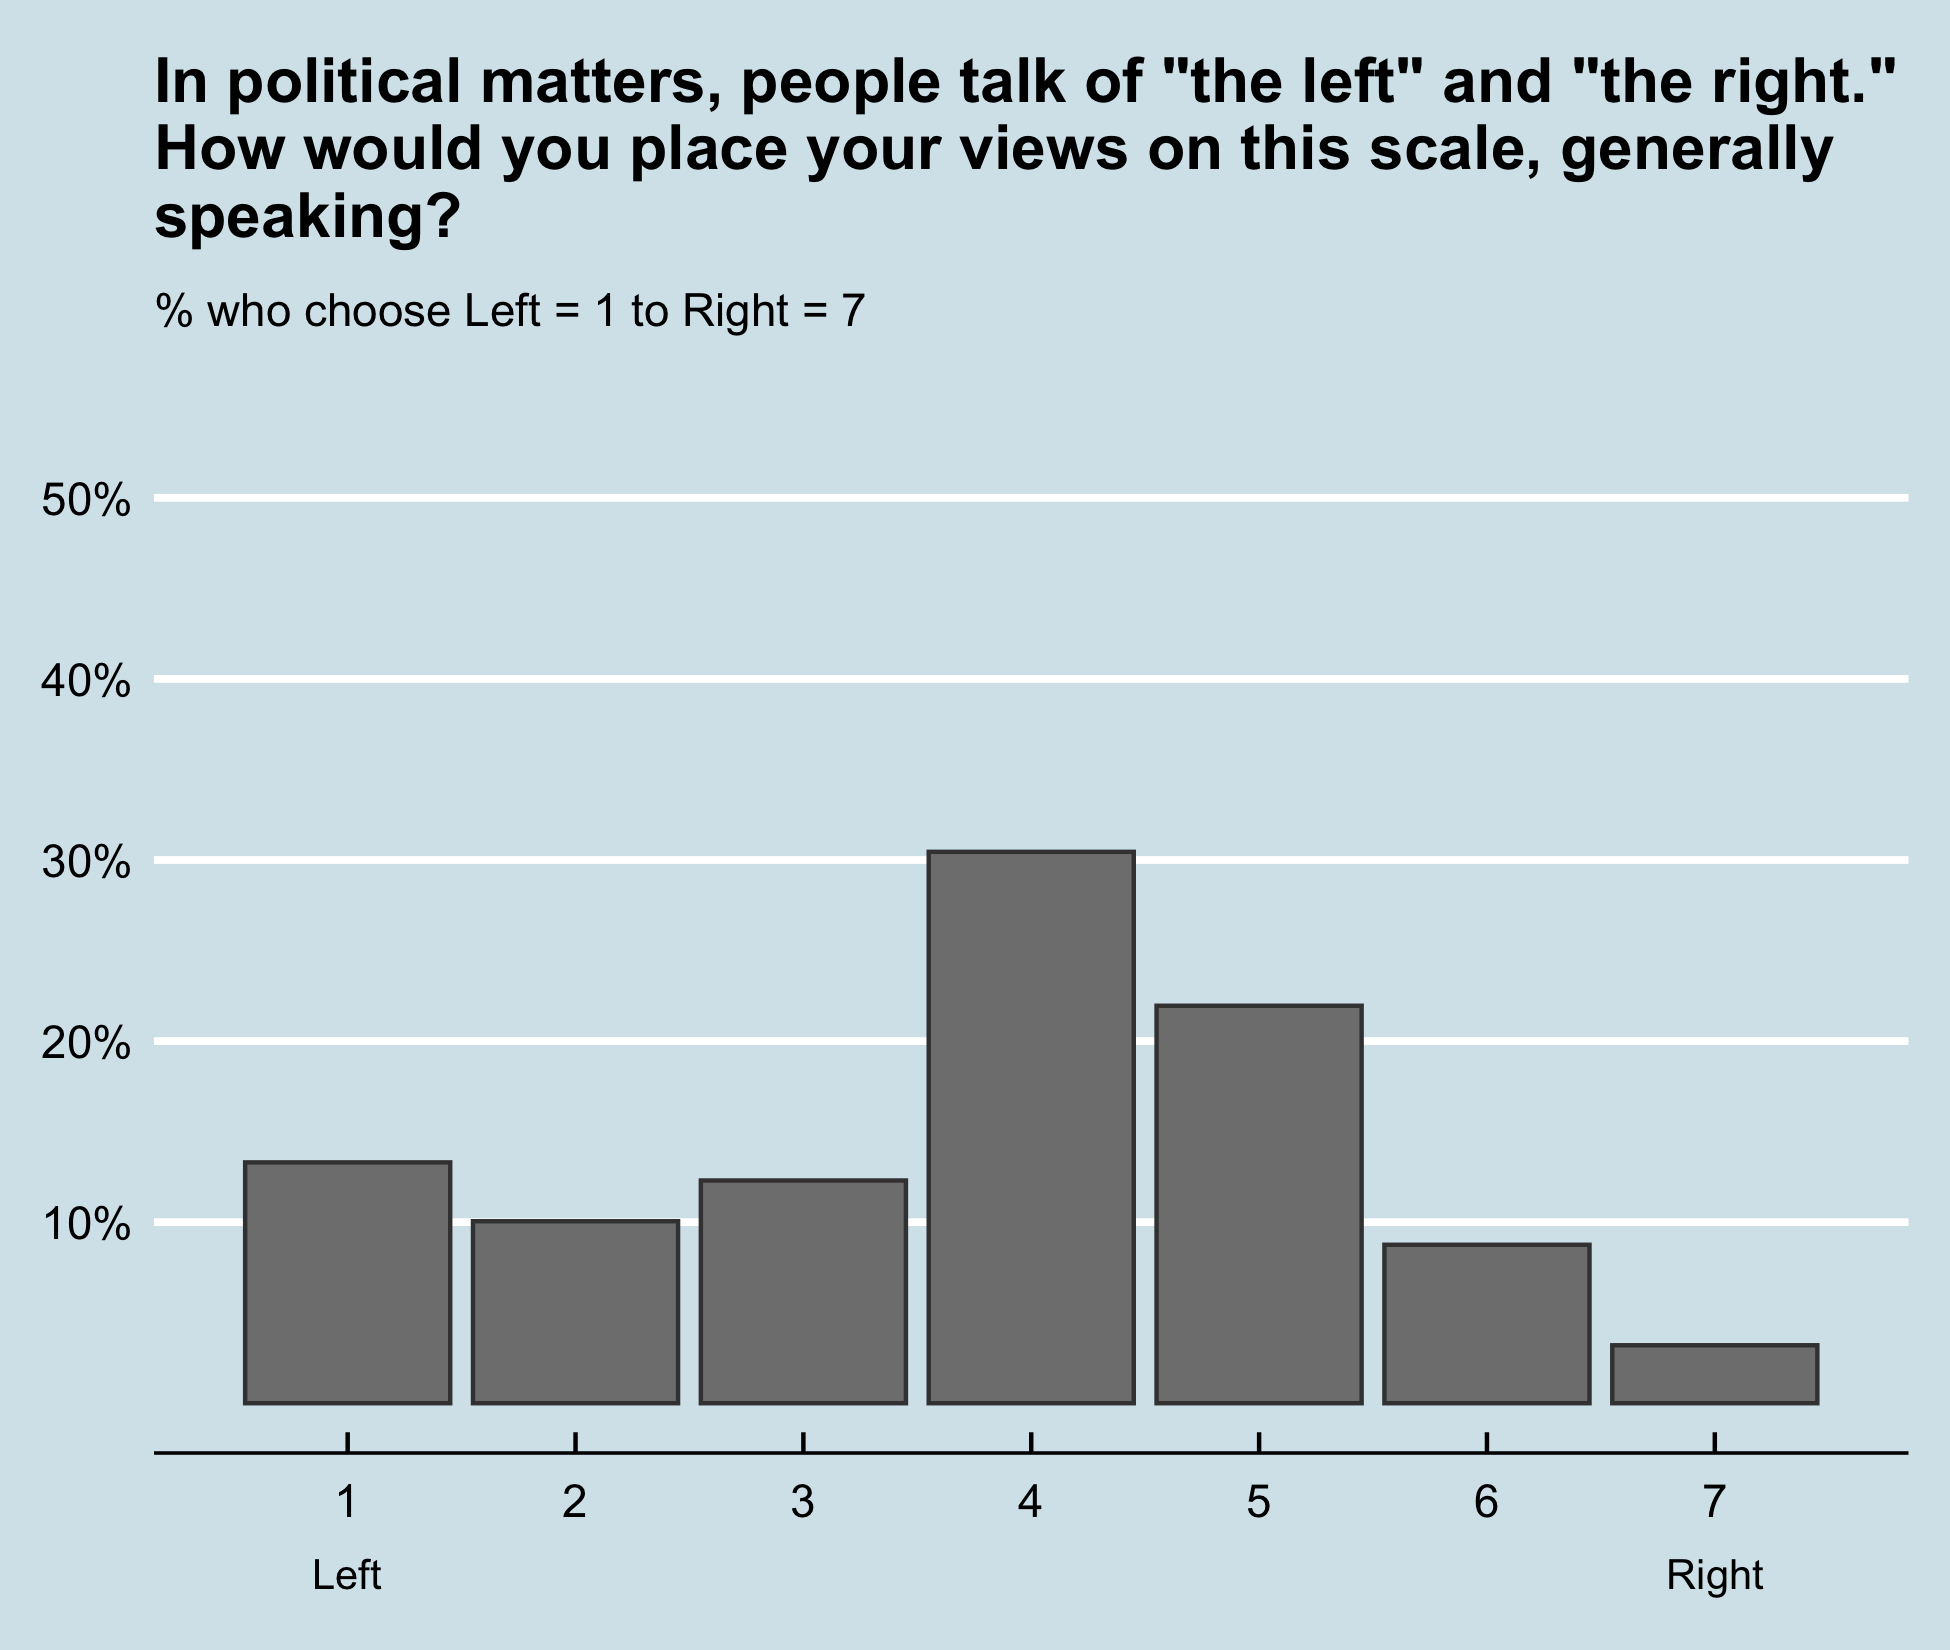 In political matters, people talk of "the left" and "the right."
How would you place your views on this scale, generally
speaking?
% who choose Left = 1 to Right = 7
50%
40%
30%
20%
10%
1 2 3 4 5 6 7
Left Right